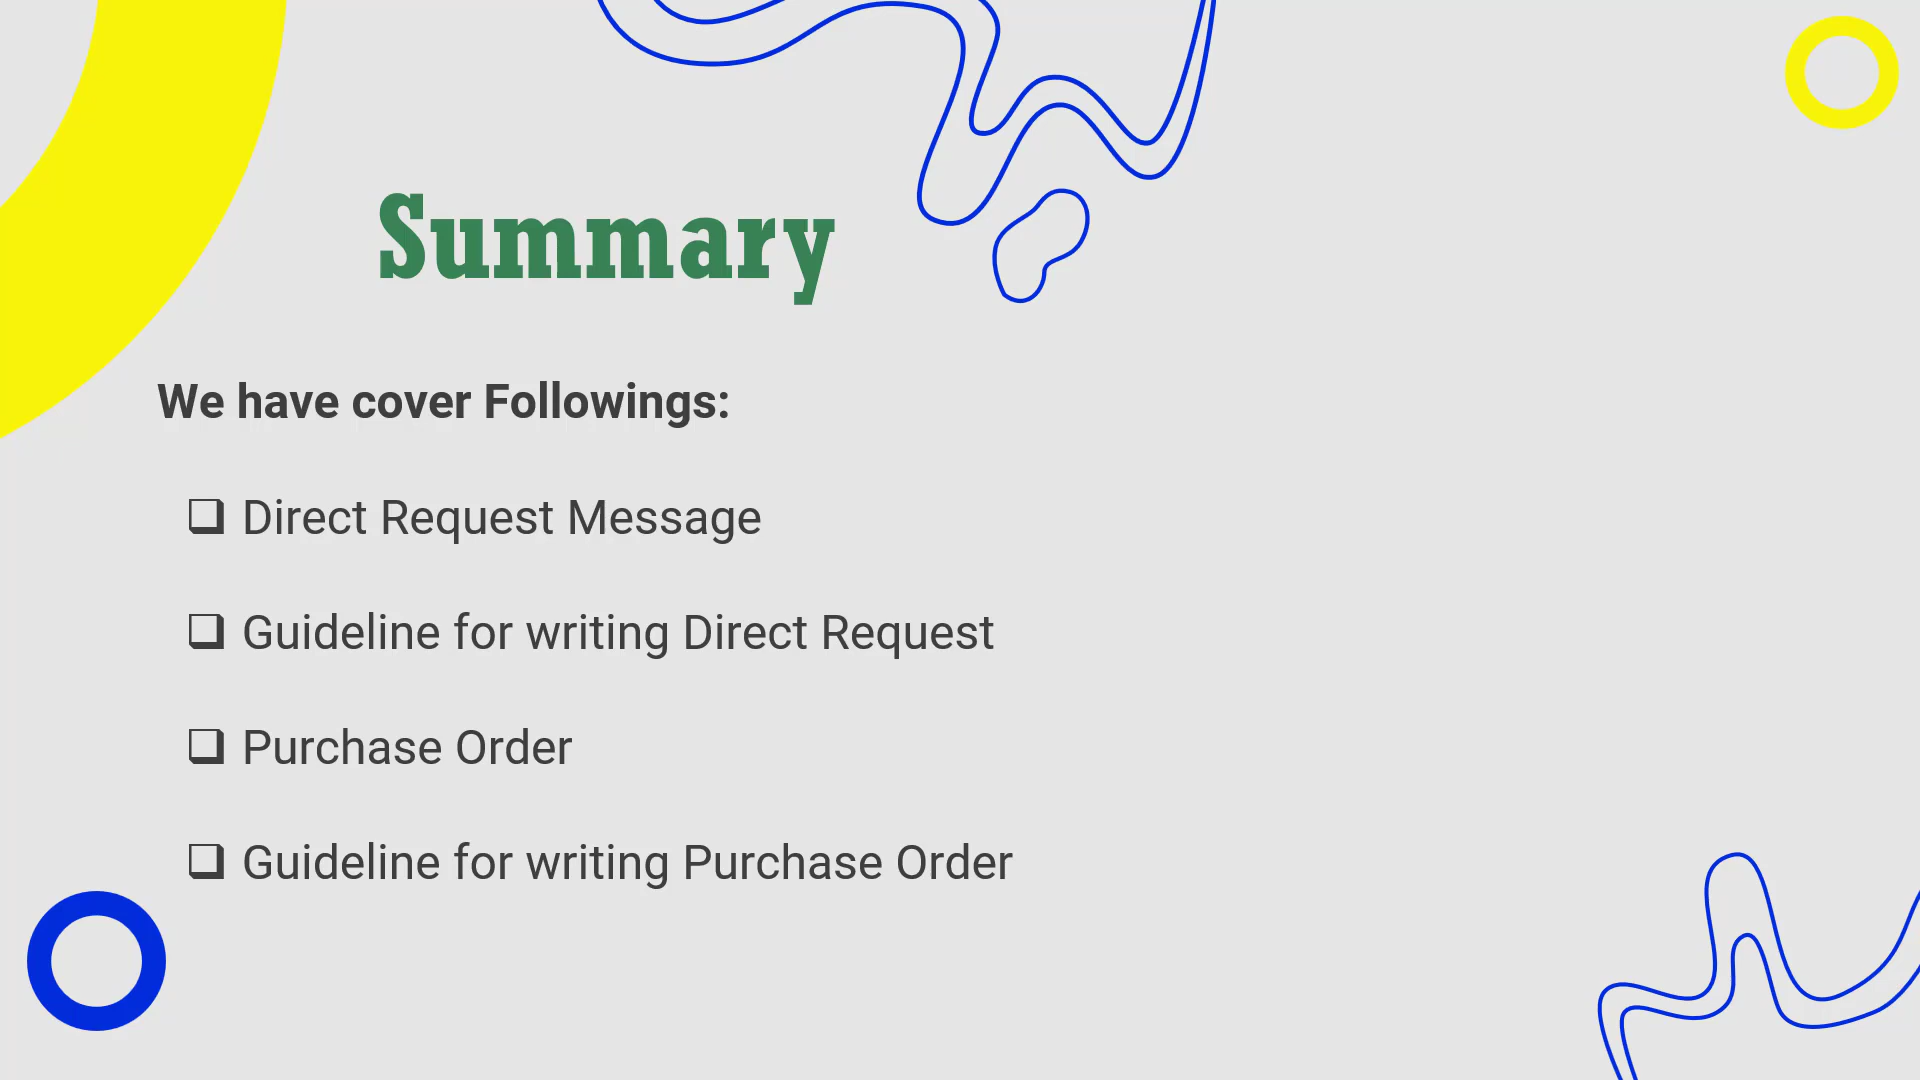 Summary
We have cover Followings:
❑ Direct Request Message
❑ Guideline for writing Direct Request
❑ Purchase Order
❑ Guideline for writing Purchase Order